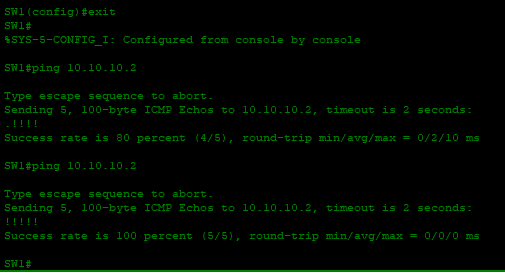 SW1(config)#exit
SW1#
%SYS-5-CONFIG_I: Configured from console by console
SW1#ping 10.10.10.2
Type escape sequence to abort.
Sending 5, 100-byte ICMP Echos to 10.10.10.2, timeout is 2 seconds:
.!!!!
Success rate is 80 percent (4/5), round-trip min/avg/max = 0/2/10 ms
SW1#ping 10.10.10.2
Type escape sequence to abort.
Sending 5, 100-byte ICMP Echos to 10.10.10.2, timeout is 2 seconds:
!!!!!
Success rate is 100 percent (5/5), round-trip min/avg/max = 0/0/0 ms
SW1#